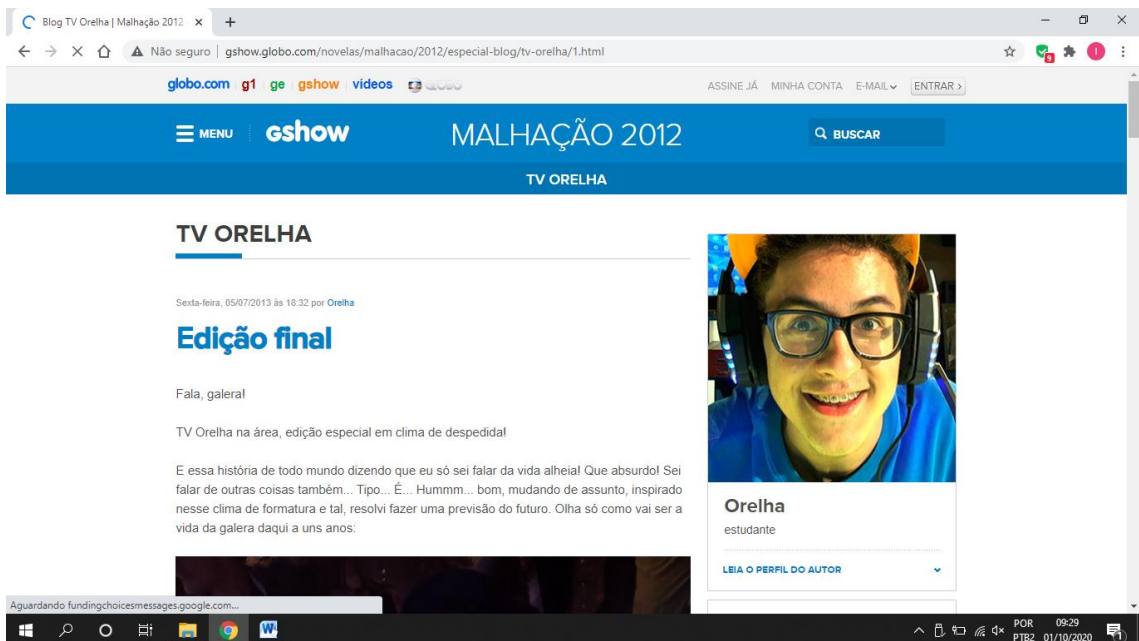 Blog TV Orelha | Malhação 2012
Não seguro | gshow.globo.com/novelas/malhacao/2012/especial-blog/tv-orelha/1.html
9
I
globo.com g1 ge gshow vídeos
ASSINE JÁ MINHA CONTA E-MAIL ENTRAR ›
MENU gshow MALHAÇÃO 2012 BUSCAR
TV ORELHA
TV ORELHA
Sexta-feira, 05/07/2013 às 18:32 por Orelha
Edição final
Fala, galera!
TV Orelha na área, edição especial em clima de despedida!
E essa história de todo mundo dizendo que eu só sei falar da vida alheia! Que absurdo! Sei
falar de outras coisas também... Tipo... É... Hummm... bom, mudando de assunto, inspirado
nesse clima de formatura e tal, resolvi fazer uma previsão do futuro. Olha só como vai ser a
vida da galera daqui a uns anos:
Orelha
estudante
LEIA O PERFIL DO AUTOR
Aguardando fundingchoicesmessages.google.com...
W
POR 09:29
PTB2 01/10/2020
1